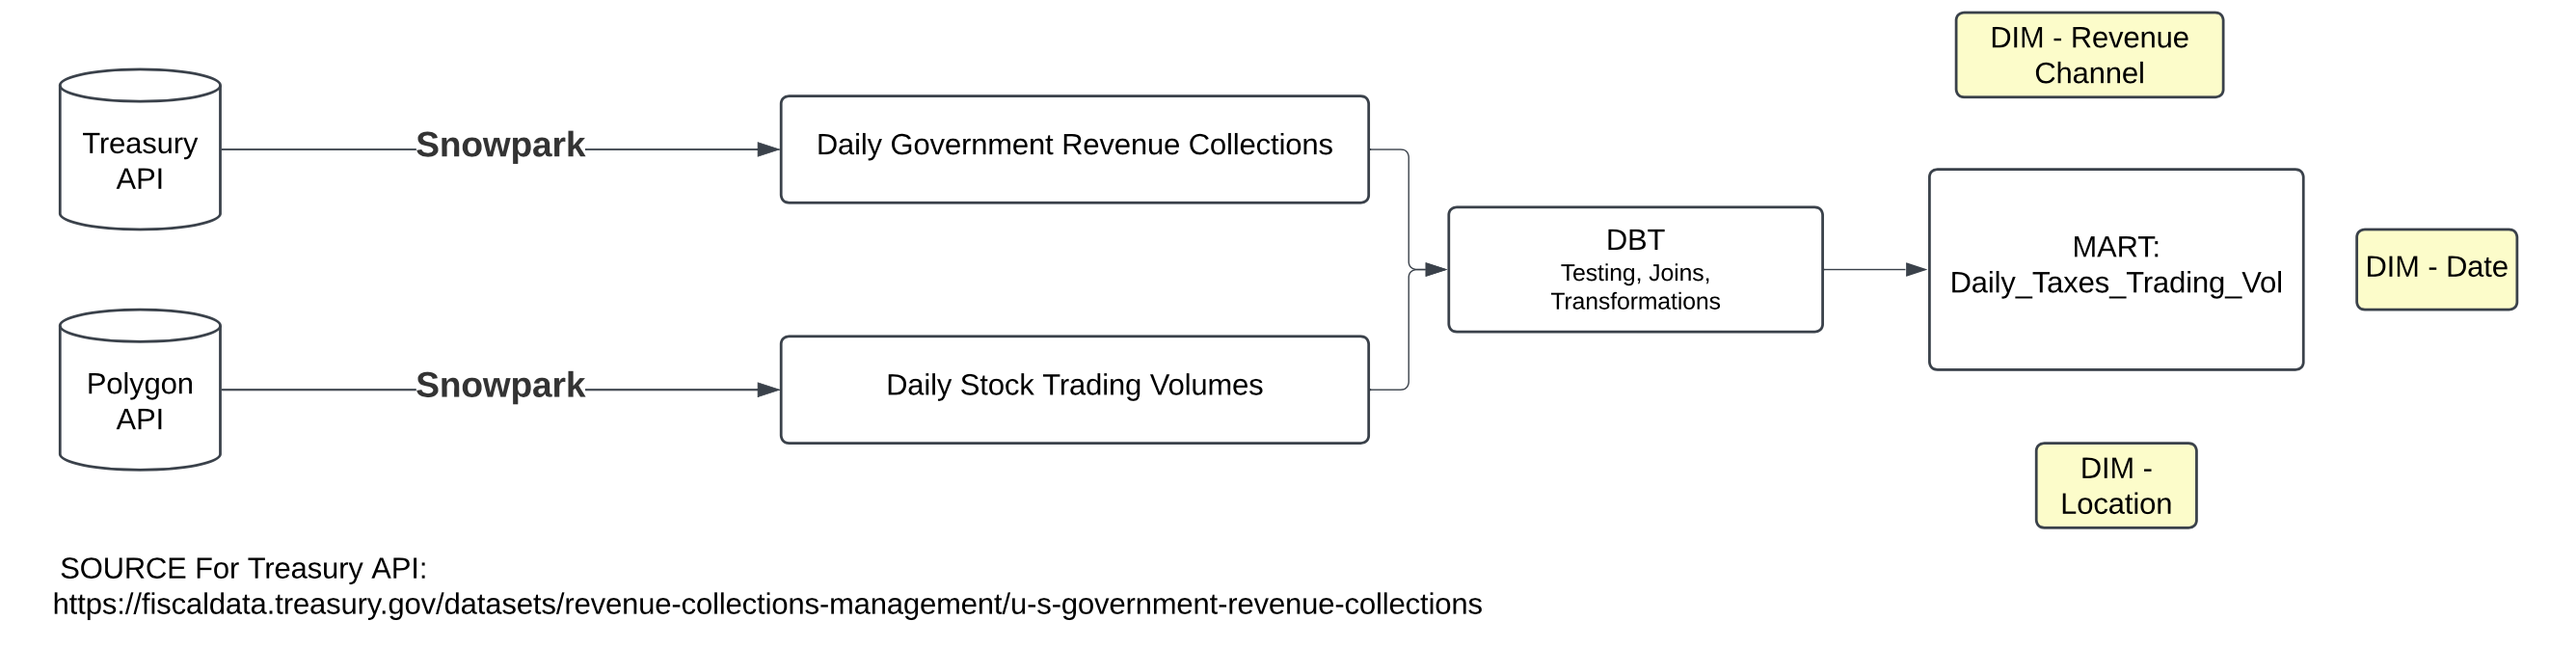 DIM - Revenue
Channel
Treasury
API
Snowpark
Daily Government Revenue Collections
DBT
Testing, Joins,
Transformations
MART:
Daily_Taxes_Trading_Vol
DIM - Date
Polygon
API
Snowpark
Daily Stock Trading Volumes
DIM -
Location
SOURCE For Treasury API:
https://fiscaldata.treasury.gov/datasets/revenue-collections-management/u-s-government-revenue-collections